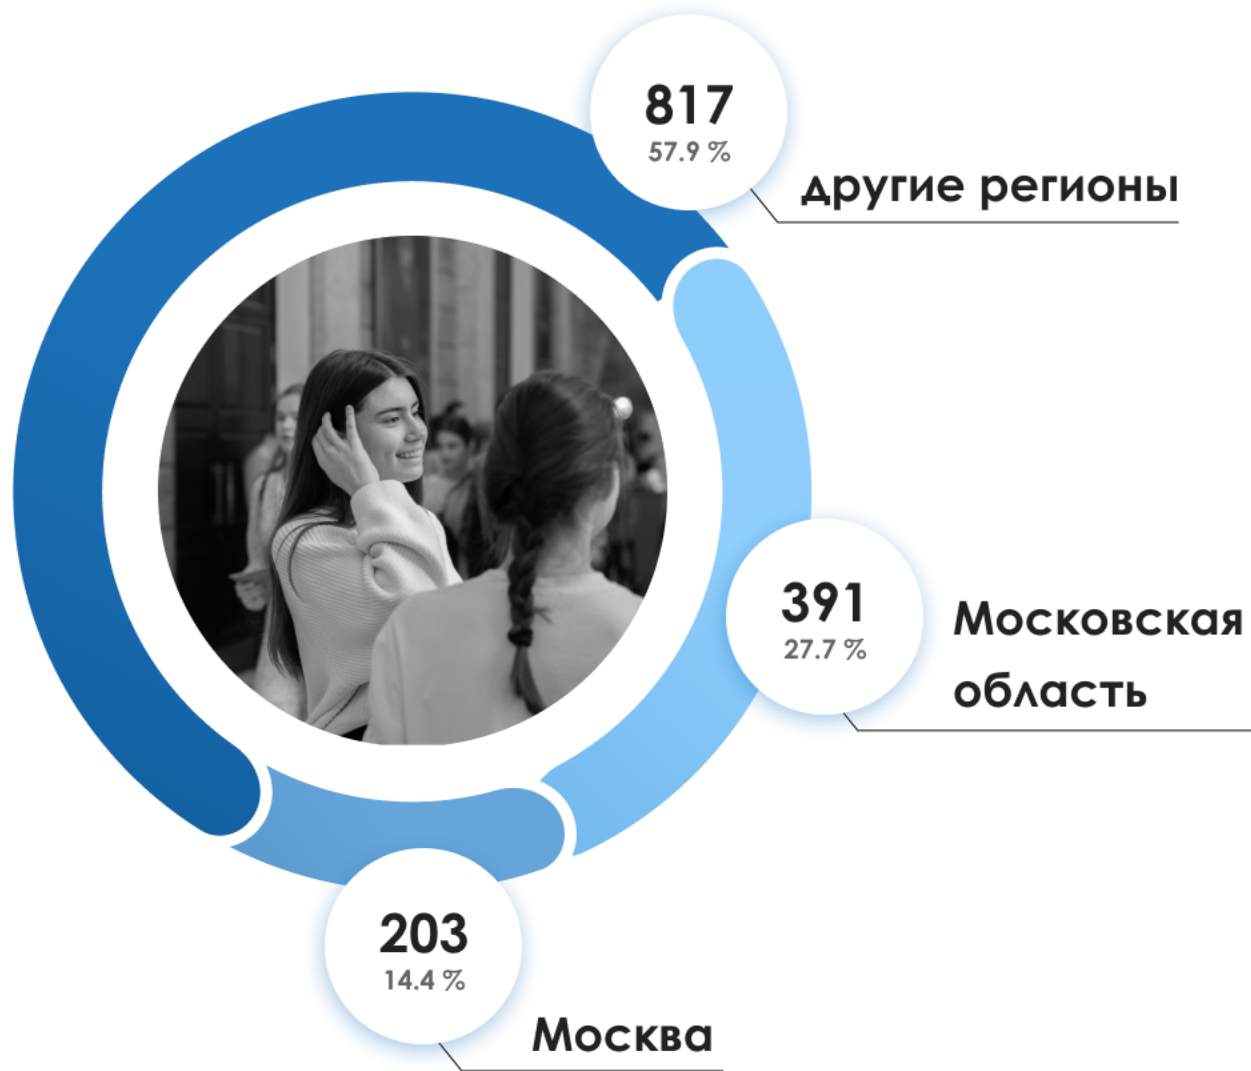 817
57.9 %
другие регионы
391
27.7 %
Московская
область
203
14.4 %
Москва